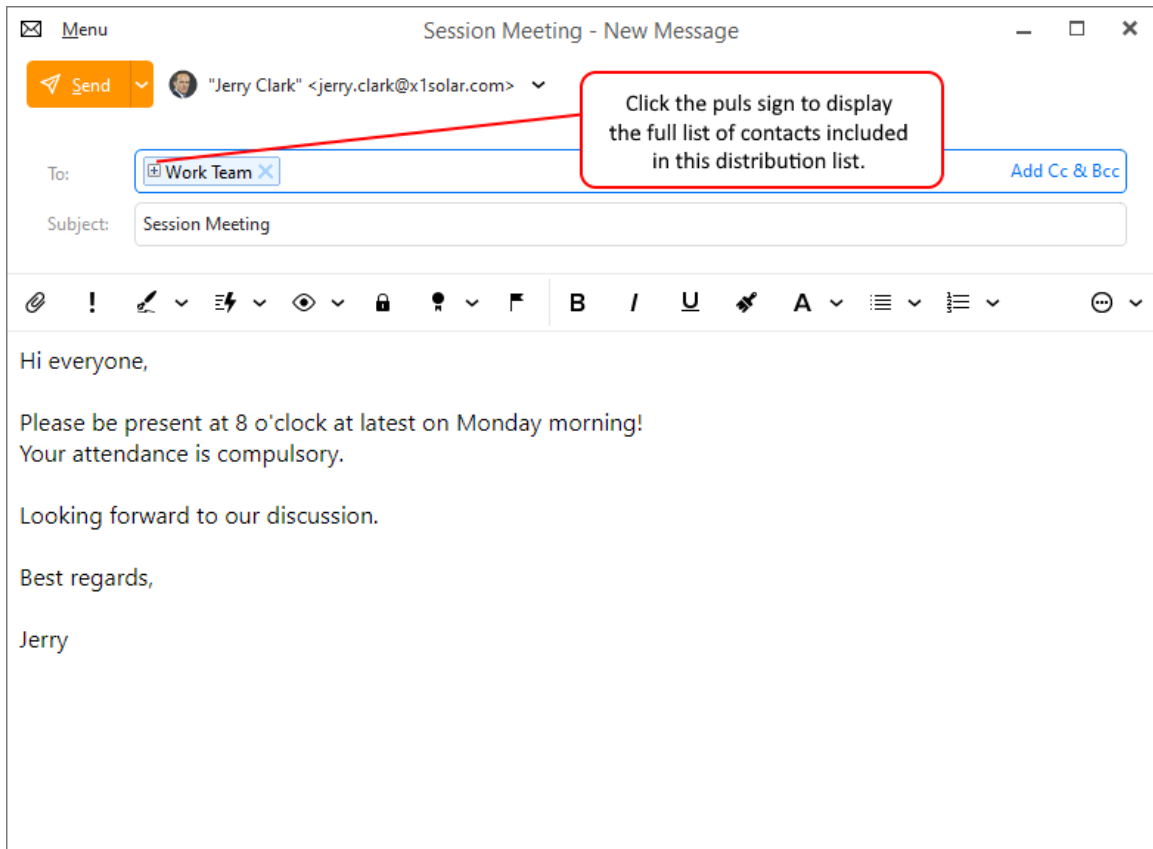 Menu
Session Meeting - New Message
Send
"Jerry Clark" <jerry.clark@x1solar.com>
Click the puls sign to display
the full list of contacts included
in this distribution list.
To:
Work Team
Add Cc & Bcc
Subject:
Session Meeting
B I U A
Hi everyone,
Please be present at 8 o'clock at latest on Monday morning!
Your attendance is compulsory.
Looking forward to our discussion.
Best regards,
Jerry